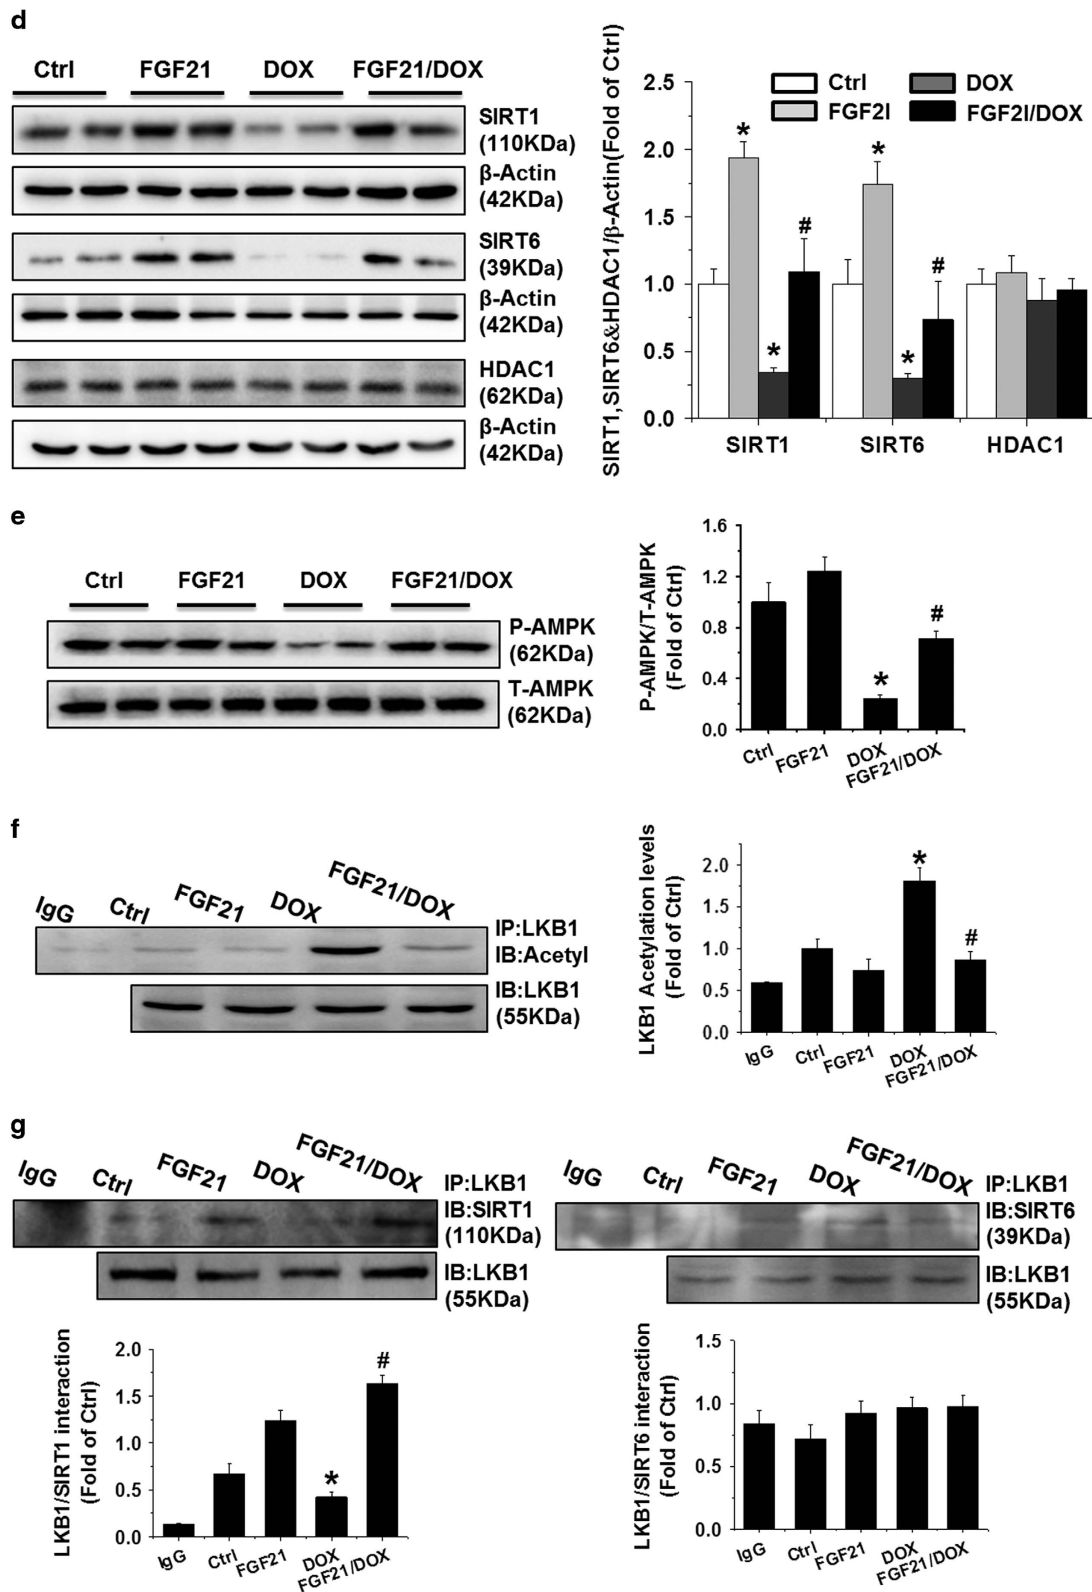 d
Ctrl FGF21 DOX FGF21/DOX
SIRT1
(110KDa)
β-Actin
(42KDa)
SIRT6
(39KDa)
β-Actin
(42KDa)
HDAC1
(62KDa)
β-Actin
(42KDa)
SIRT1,SIRT6&HDAC1/β-Actin(Fold of Ctrl)
2.5
2.0
1.5
1.0
0.5
0.0
Ctrl DOX
FGF2I FGF2I/DOX
* * # * * #
SIRT1 SIRT6 HDAC1
e
Ctrl FGF21 DOX FGF21/DOX
P-AMPK
(62KDa)
T-AMPK
(62KDa)
P-AMPK/T-AMPK
(Fold of Ctrl)
1.6
1.2
0.8
0.4
0.0
* #
Ctrl FGF21 DOX FGF21/DOX
f
IgG Ctrl FGF21 DOX FGF21/DOX
IP:LKB1
IB:Acetyl
IB:LKB1
(55KDa)
LKB1 Acetylation levels
(Fold of Ctrl)
2.0
1.5
1.0
0.5
0.0
* #
IgG Ctrl FGF21 DOX FGF21/DOX
g
IgG Ctrl FGF21 DOX FGF21/DOX
IP:LKB1
IB:SIRT1
(110KDa)
IB:LKB1
(55KDa)
LKB1/SIRT1 interaction
(Fold of Ctrl)
2.0
1.5
1.0
0.5
0.0
* #
IgG Ctrl FGF21 DOX FGF21/DOX
IgG Ctrl FGF21 DOX FGF21/DOX
IP:LKB1
IB:SIRT6
(39KDa)
IB:LKB1
(55KDa)
LKB1/SIRT6 interaction
(Fold of Ctrl)
1.5
1.0
0.5
0.0
IgG Ctrl FGF21 DOX FGF21/DOX